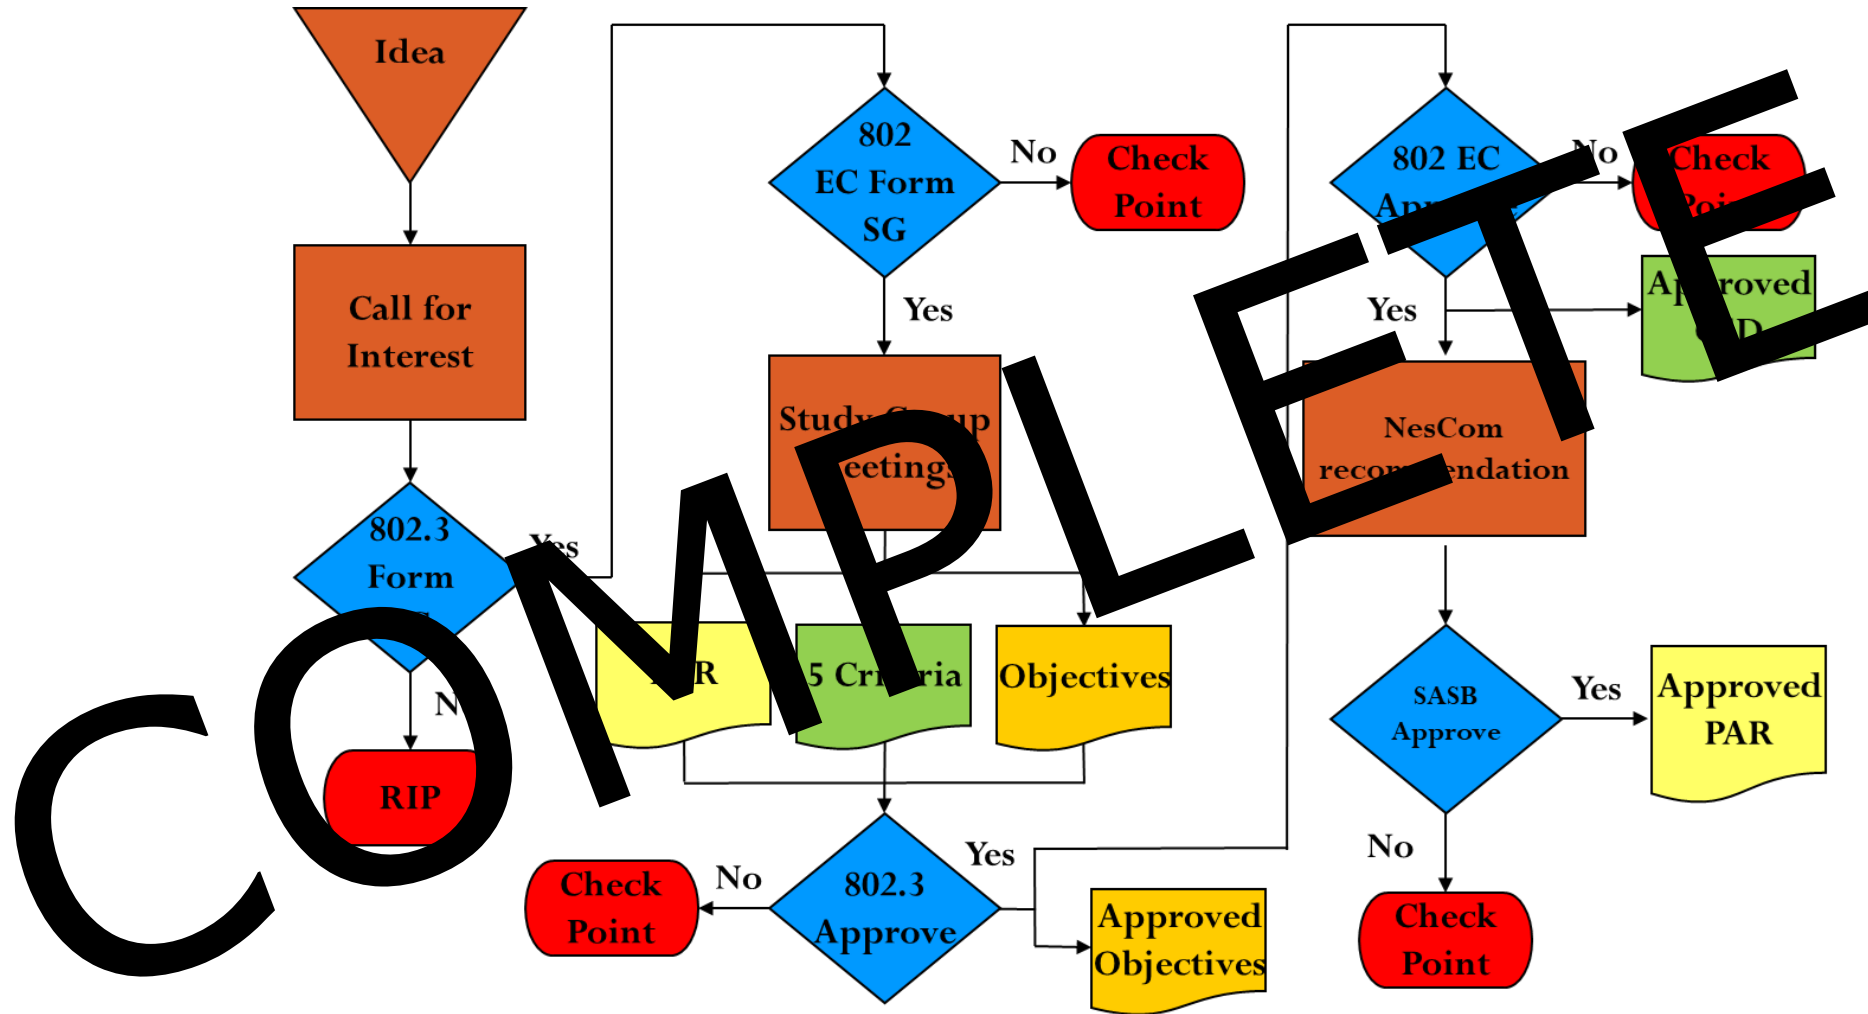 Idea
Call for
Interest
802.3
Form
Yes
RIP
802
EC Form
SG
No
Check
Point
Yes
Study
5
Objectives
802.3
Approve
No
Check
Point
Yes
Approved
Objectives
802 EC
No
Check
Yes
Approved
NesCom
SASB
Approve
Yes
Approved
PAR
No
Check
Point
COMPLETE